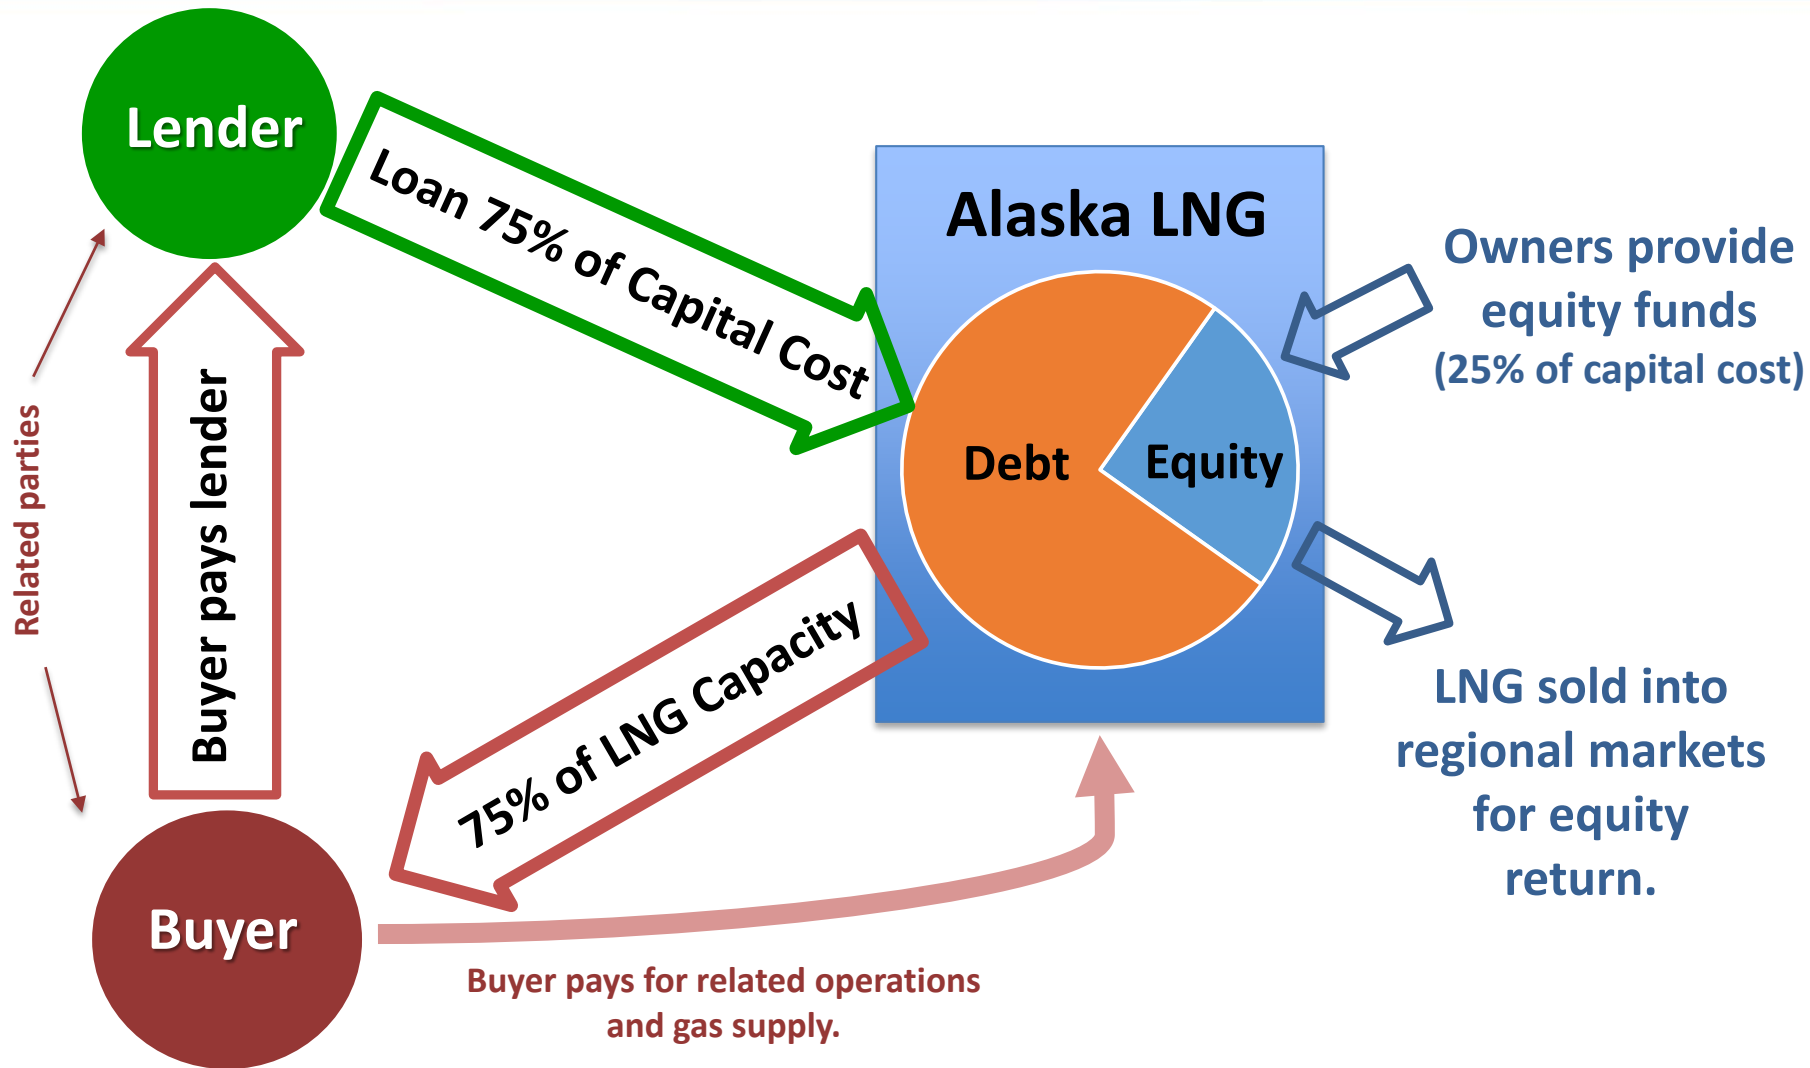 Lender
Loan 75% of Capital Cost
Alaska LNG
Owners provide
equity funds
(25% of capital cost)
Debt
Equity
Related parties
Buyer pays lender
75% of LNG Capacity
LNG sold into
regional markets
for equity
return.
Buyer
Buyer pays for related operations
and gas supply.